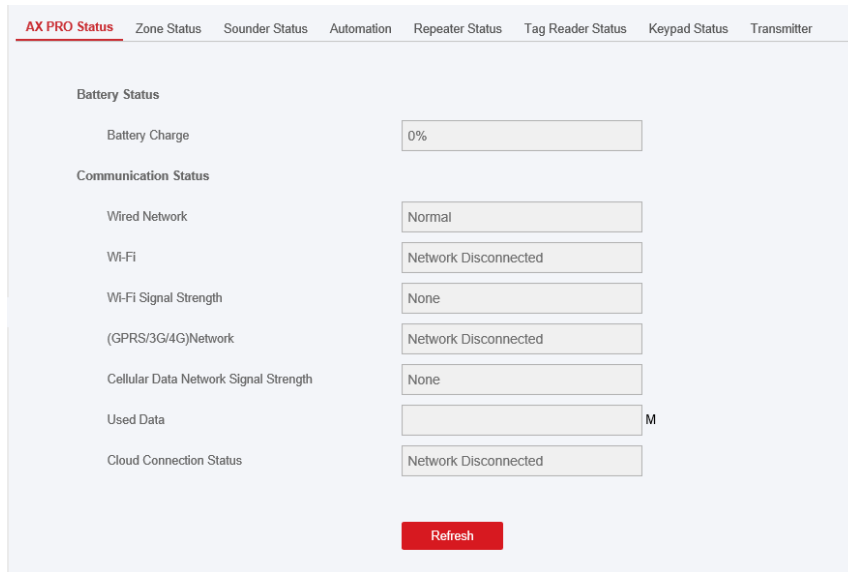 AX PRO Status Zone Status Sounder Status Automation Repeater Status Tag Reader Status Keypad Status Transmitter
Battery Status
Battery Charge 0%
Communication Status
Wired Network Normal
Wi-Fi Network Disconnected
Wi-Fi Signal Strength None
(GPRS/3G/4G)Network Network Disconnected
Cellular Data Network Signal Strength None
Used Data M
Cloud Connection Status Network Disconnected
Refresh